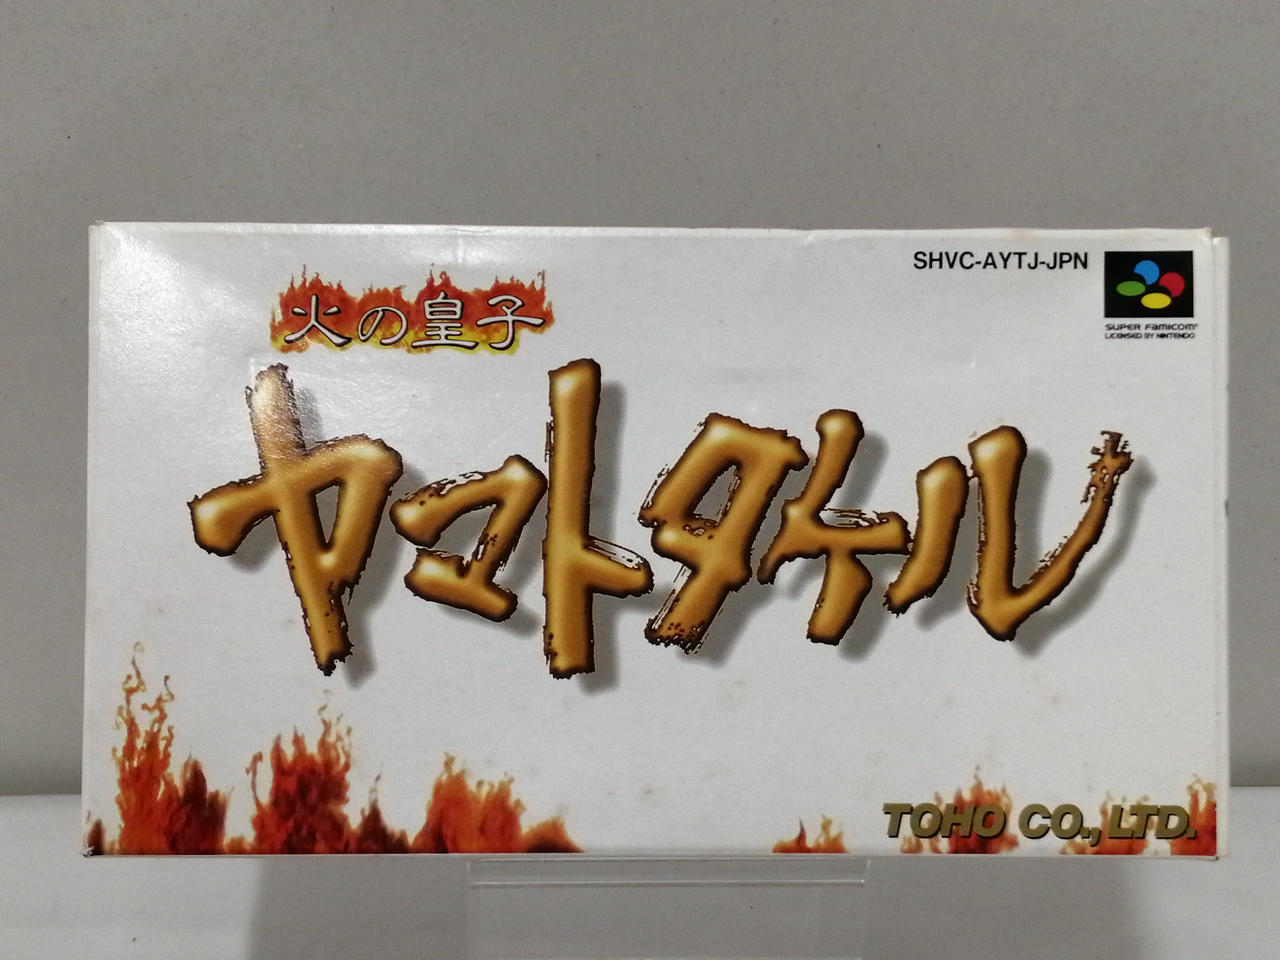 SHVC-AYTJ-JPN
SUPER FAMICOM
LICENSED BY NINTENDO
火の皇子
ヤマトタケル
TOHO CO., LTD.